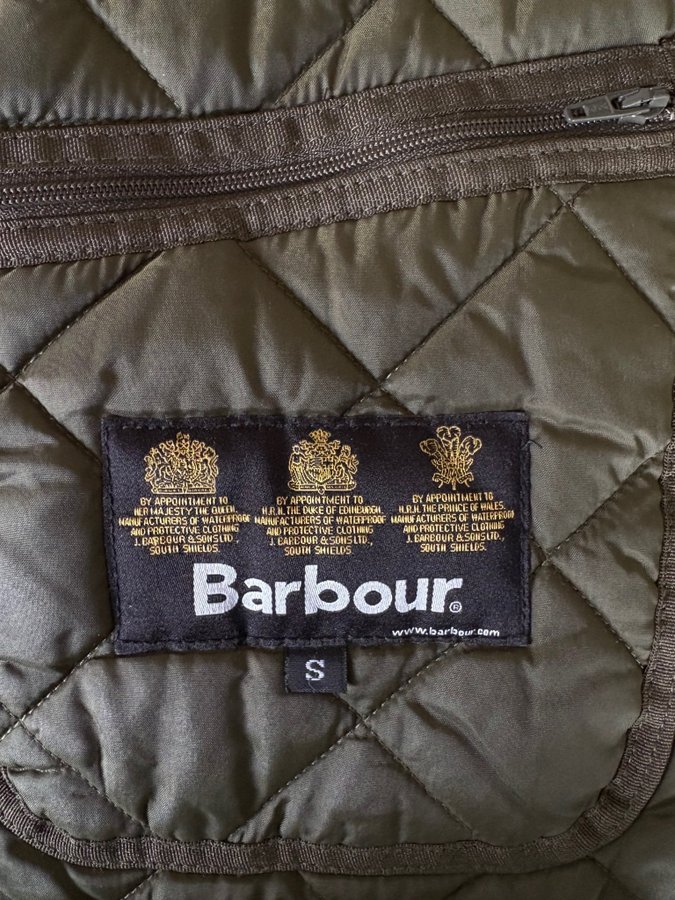 BY APPOINTMENT TO
HER MAJESTY THE QUEEN.
MANUFACTURERS OF WATERPROOF
AND PROTECTIVE CLOTHING
J. BARBOUR & SONS LTD.,
SOUTH SHIELDS.
BY APPOINTMENT TO
H.R.H. THE DUKE OF EDINBURGH.
MANUFACTURERS OF WATERPROOF
AND PROTECTIVE CLOTHING
J. BARBOUR & SONS LTD.,
SOUTH SHIELDS.
BY APPOINTMENT TO
H.R.H. THE PRINCE OF WALES.
MANUFACTURERS OF WATERPROOF
AND PROTECTIVE CLOTHING
J. BARBOUR & SONS LTD.,
SOUTH SHIELDS.
Barbour®
www.barbour.com
S